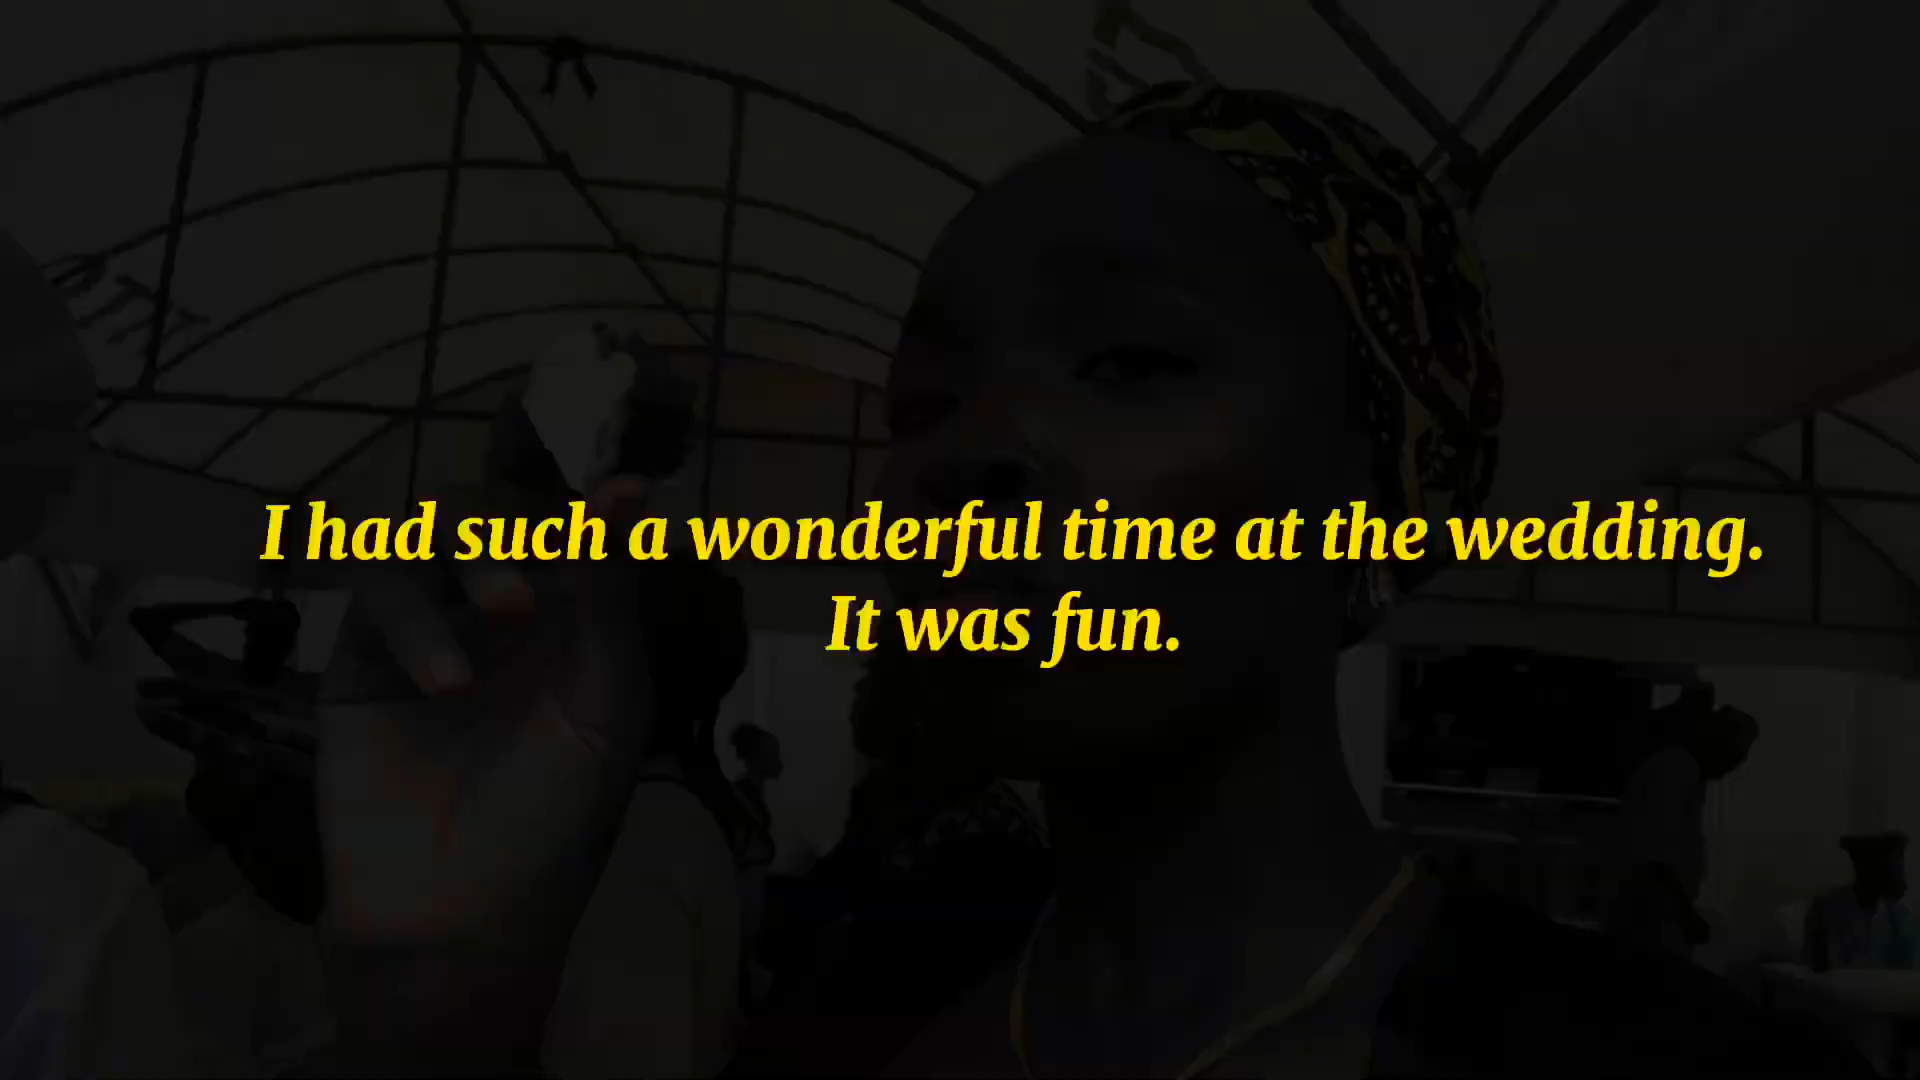 I had such a wonderful time at the wedding.
It was fun.